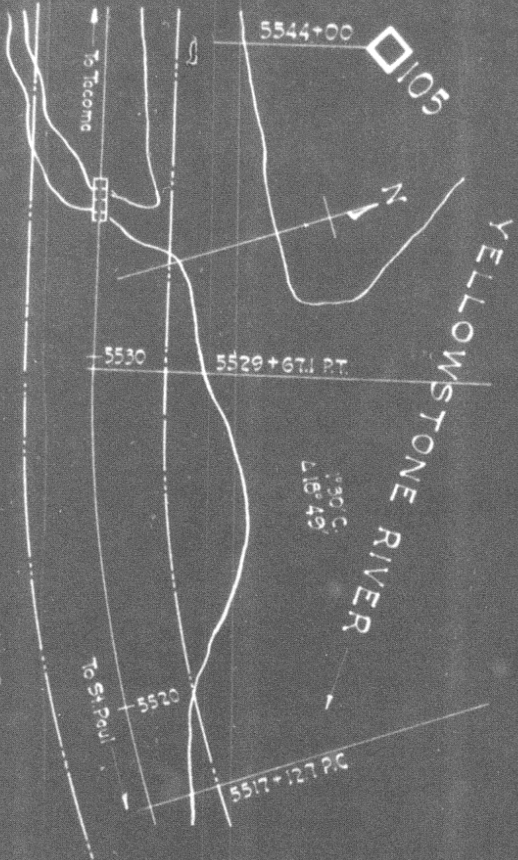 5544+00
105
To Tacoma
N
YELLOWSTONE RIVER
5530
5529+67.1 P.T.
1°30' C.
Δ 18° 49'
5520
To St. Paul
5517+12.7 P.C